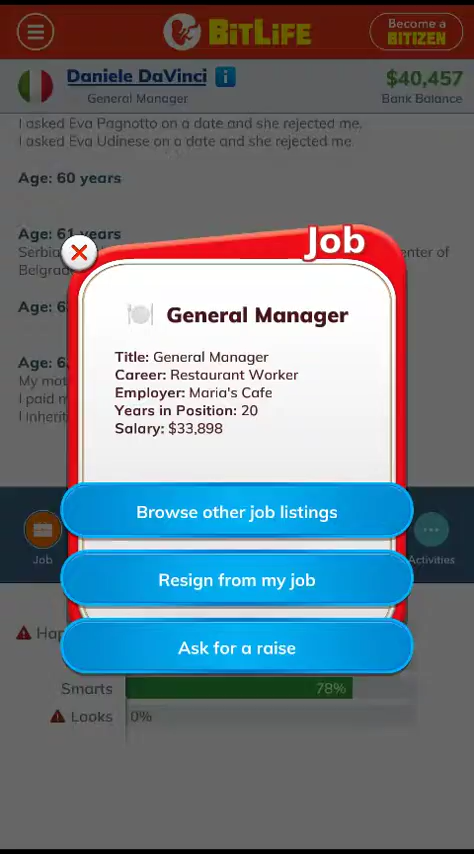 BITLIFE
Become a
BITIZEN
Daniele DaVinci i
$40,457
General Manager
Bank Balance
I asked Eva Pagnotto on a date and she rejected me.
I asked Eva Udinese on a date and she rejected me.
Age: 60 years
Age: 61 years
Serbia
enter of
Belgrad
Job
General Manager
Title: General Manager
Career: Restaurant Worker
Employer: Maria's Cafe
Years in Position: 20
Salary: $33,898
Age: 6
Age: 6
My mot
I paid m
I inherit
Browse other job listings
Job
Activities
Resign from my job
Ask for a raise
Hap
Smarts 78%
Looks 0%